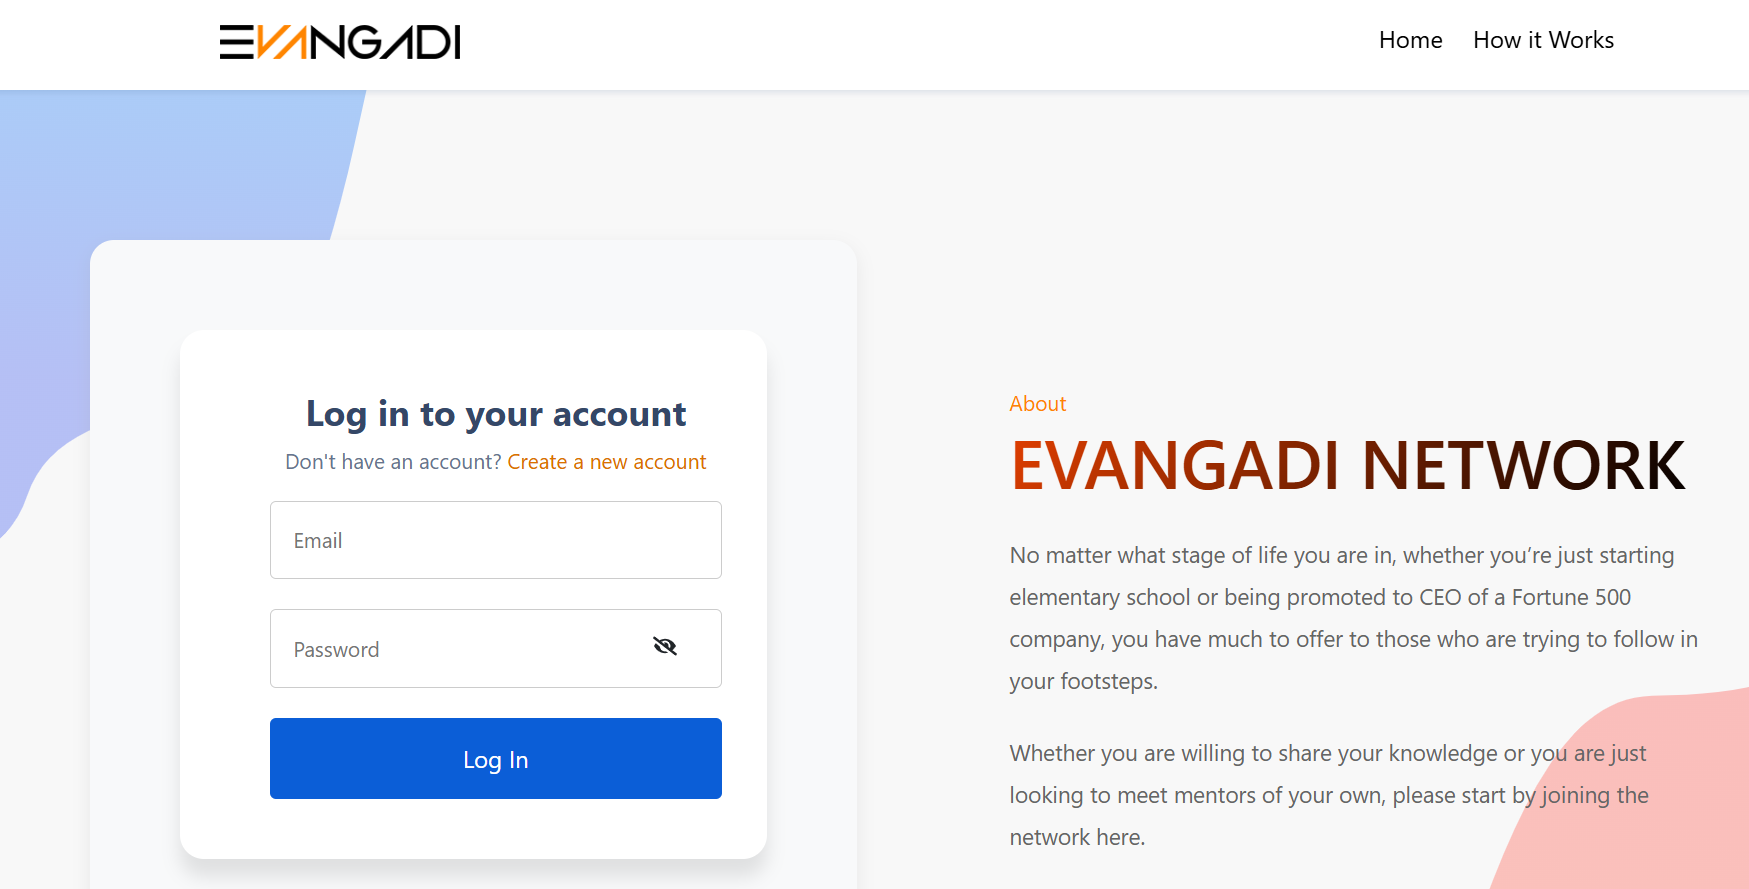 EVANGADI
Home
How it Works
Log in to your account
Don't have an account? Create a new account
Email
Password
Log In
About
EVANGADI NETWORK
No matter what stage of life you are in, whether you’re just starting
elementary school or being promoted to CEO of a Fortune 500
company, you have much to offer to those who are trying to follow in
your footsteps.
Whether you are willing to share your knowledge or you are just
looking to meet mentors of your own, please start by joining the
network here.